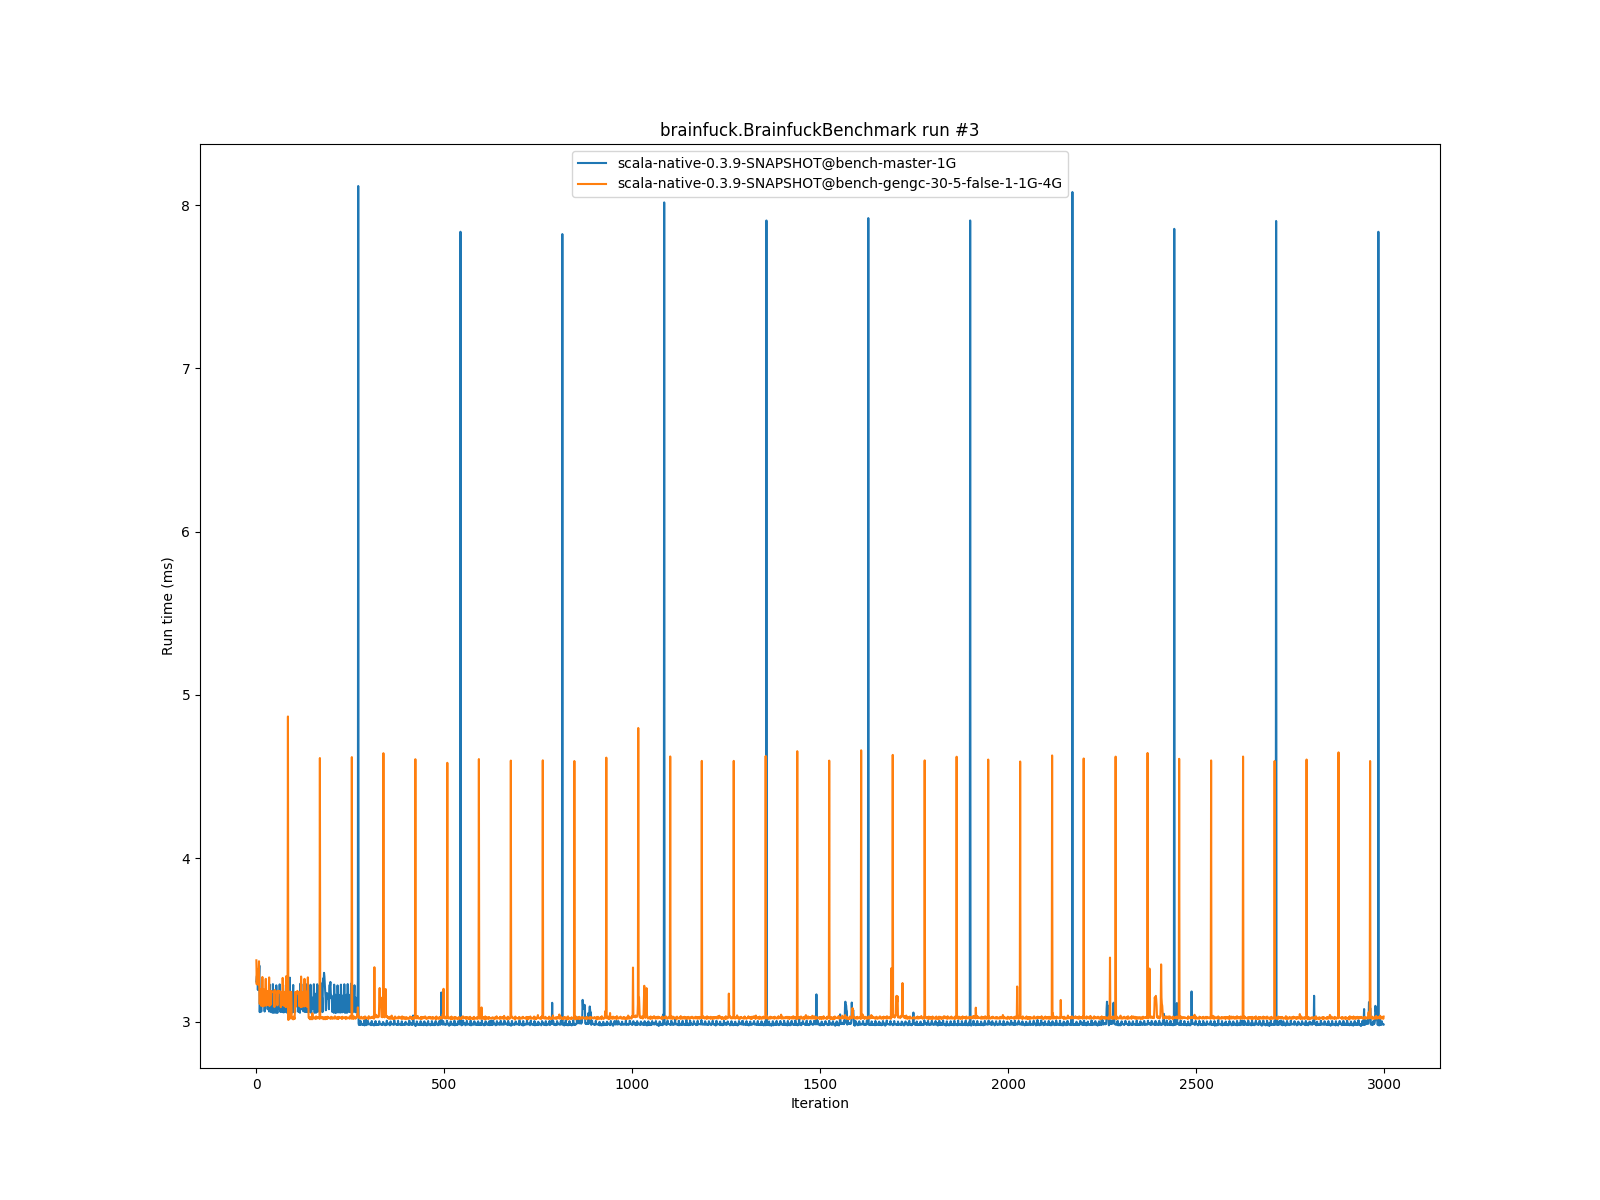 brainfuck.BrainfuckBenchmark run #3
scala-native-0.3.9-SNAPSHOT@bench-master-1G
scala-native-0.3.9-SNAPSHOT@bench-gengc-30-5-false-1-1G-4G
8
7
6
5
4
3
Run time (ms)
0 500 1000 1500 2000 2500 3000
Iteration